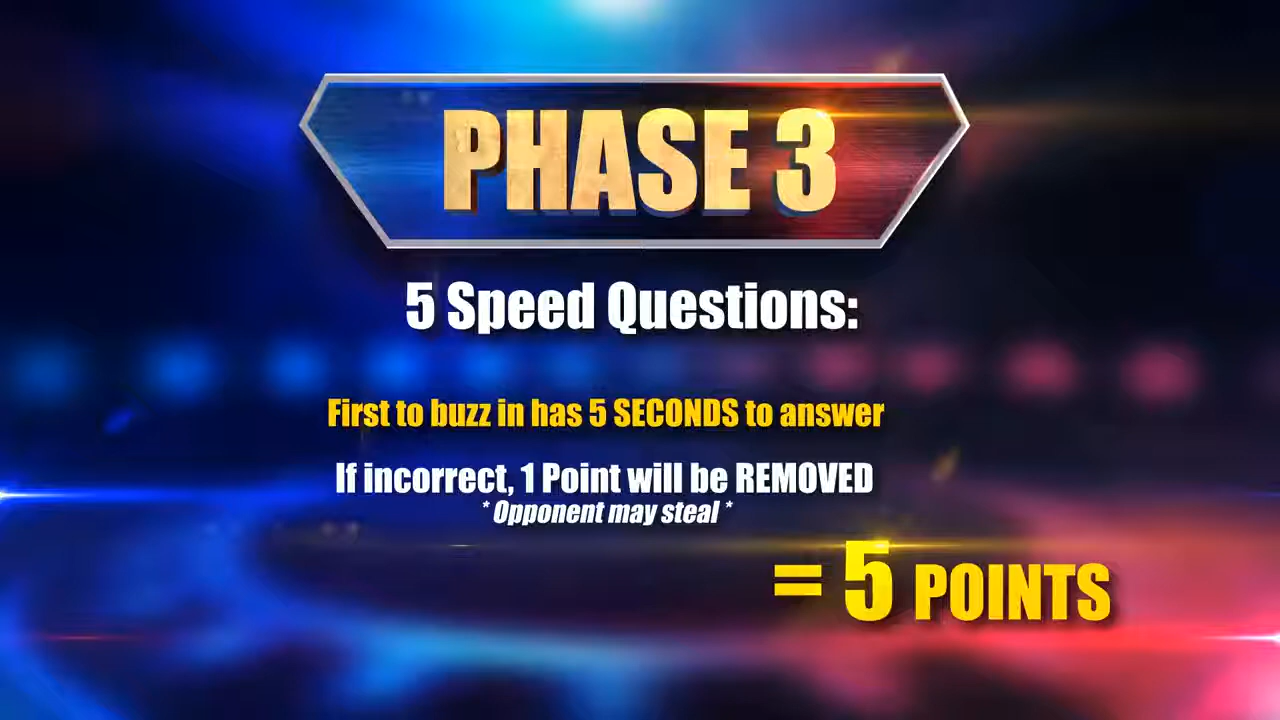 PHASE 3
5 Speed Questions:
First to buzz in has 5 SECONDS to answer
If incorrect, 1 Point will be REMOVED
* Opponent may steal *
= 5 POINTS